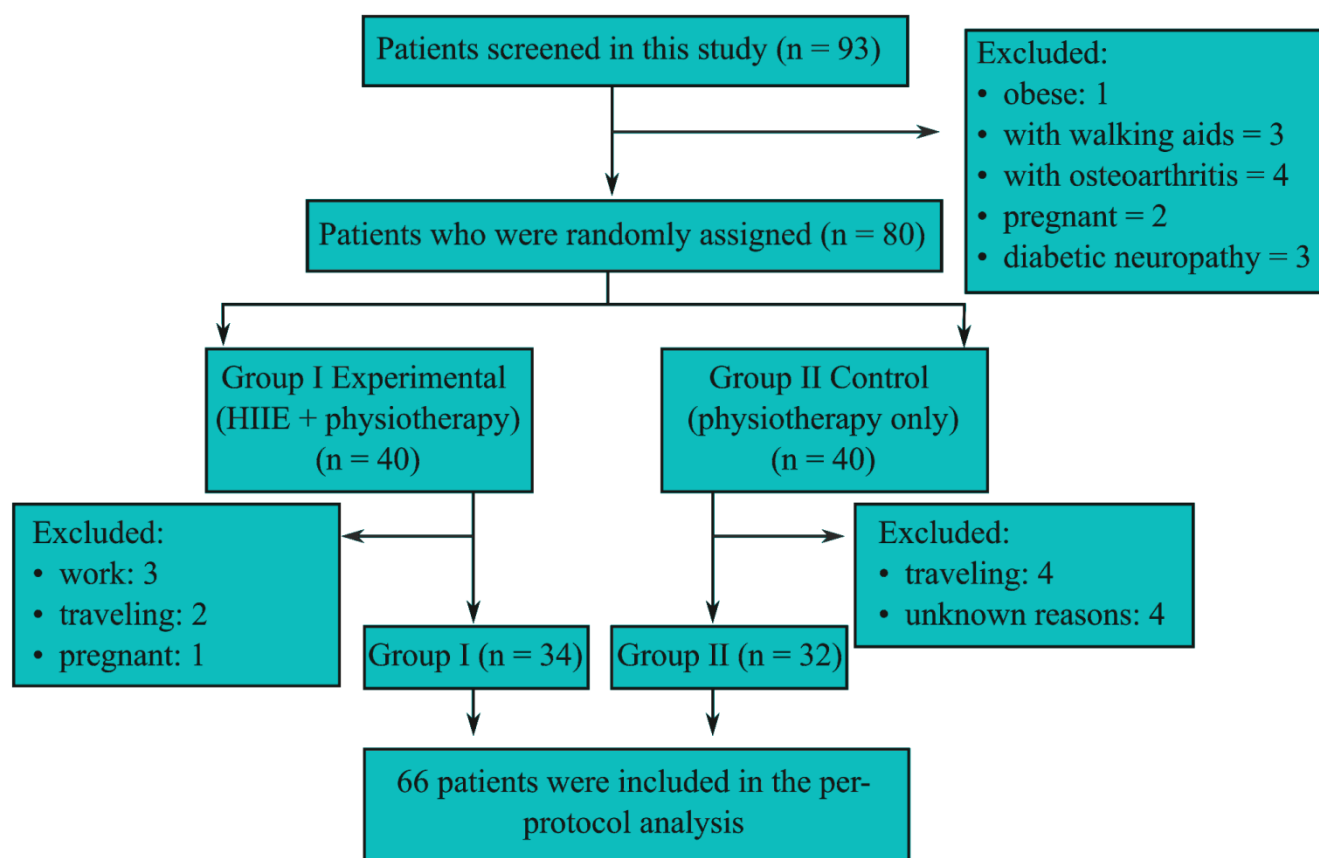 Patients screened in this study (n = 93)
Excluded:
• obese: 1
• with walking aids = 3
• with osteoarthritis = 4
• pregnant = 2
• diabetic neuropathy = 3
Patients who were randomly assigned (n = 80)
Group I Experimental
(HIIE + physiotherapy)
(n = 40)
Group II Control
(physiotherapy only)
(n = 40)
Excluded:
• work: 3
• traveling: 2
• pregnant: 1
Excluded:
• traveling: 4
• unknown reasons: 4
Group I (n = 34)
Group II (n = 32)
66 patients were included in the per-
protocol analysis